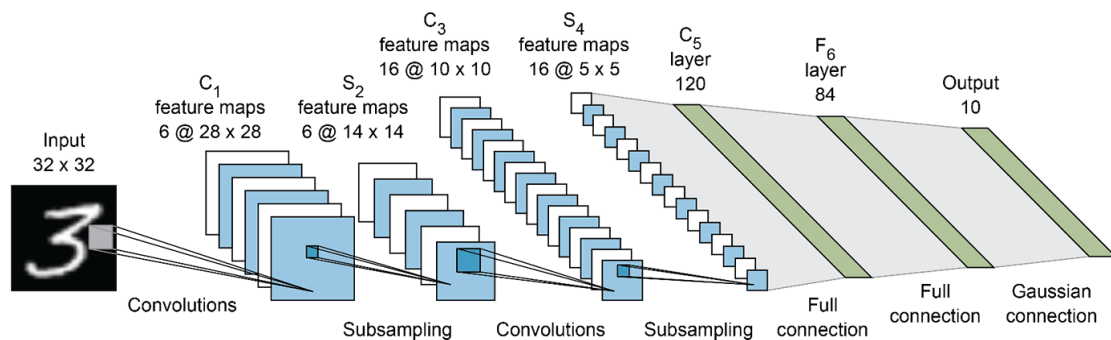 Input
32 x 32
C1
feature maps
6 @ 28 x 28
S2
feature maps
6 @ 14 x 14
C3
feature maps
16 @ 10 x 10
S4
feature maps
16 @ 5 x 5
C5
layer
120
F6
layer
84
Output
10
Convolutions
Subsampling
Convolutions
Subsampling
Full
connection
Full
connection
Gaussian
connection
3